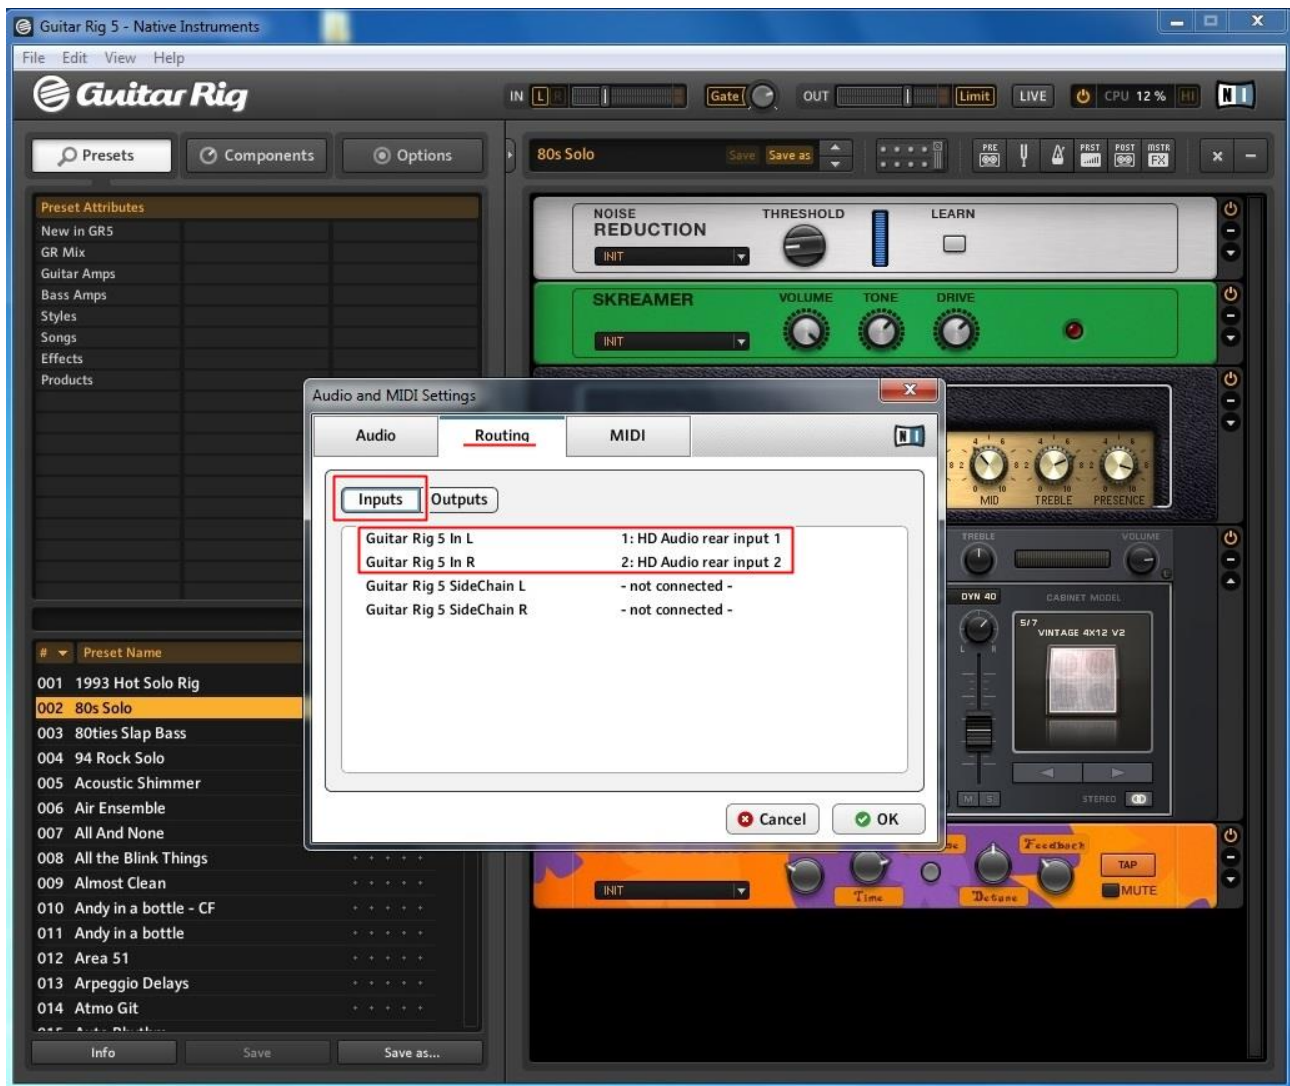 Guitar Rig 5 - Native Instruments
File Edit View Help
Guitar Rig
IN L R Gate OUT Limit LIVE CPU 12 % HI NI
Presets Components Options
80s Solo Save Save as PRE PRST POST MSTR FX
Preset Attributes
New in GR5
GR Mix
Guitar Amps
Bass Amps
Styles
Songs
Effects
Products
NOISE REDUCTION THRESHOLD LEARN
INIT
SKREAMER VOLUME TONE DRIVE
INIT
MID TREBLE PRESENCE
TREBLE VOLUME
DYN 40 CABINET MODEL
L R
5/7
VINTAGE 4X12 V2
M S STEREO
Audio and MIDI Settings
Audio Routing MIDI
Inputs Outputs
Guitar Rig 5 In L 1: HD Audio rear input 1
Guitar Rig 5 In R 2: HD Audio rear input 2
Guitar Rig 5 SideChain L - not connected -
Guitar Rig 5 SideChain R - not connected -
Cancel OK
INIT Time Detune Feedback TAP
MUTE
# Preset Name
001 1993 Hot Solo Rig
002 80s Solo
003 80ties Slap Bass
004 94 Rock Solo
005 Acoustic Shimmer
006 Air Ensemble
007 All And None
008 All the Blink Things
009 Almost Clean
010 Andy in a bottle - CF
011 Andy in a bottle
012 Area 51
013 Arpeggio Delays
014 Atmo Git
Info Save Save as...